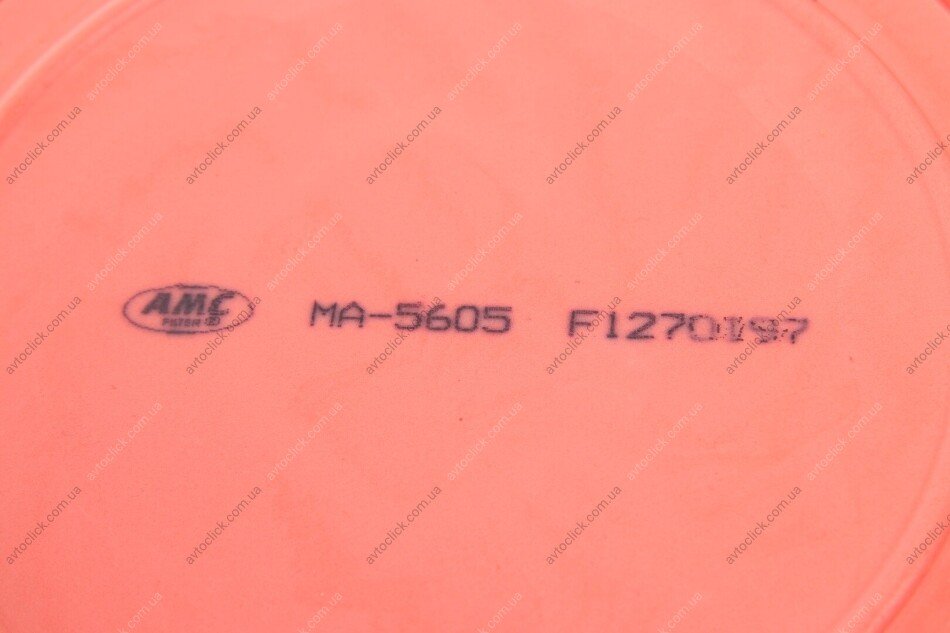 AMC MA-5605 F1270197
FILTER ®
avtoclick.com.ua